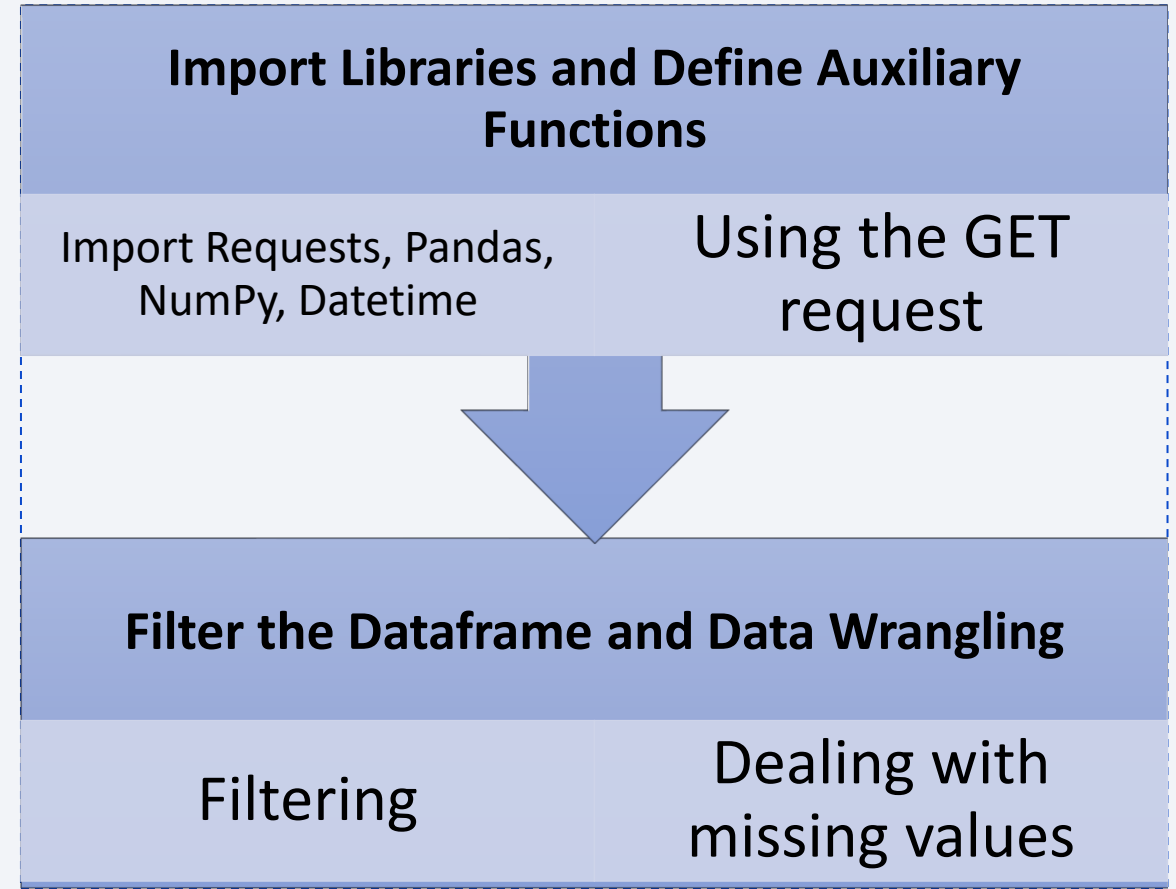 Import Libraries and Define Auxiliary
Functions
Import Requests, Pandas,
NumPy, Datetime
Using the GET
request
Filter the Dataframe and Data Wrangling
Filtering
Dealing with
missing values